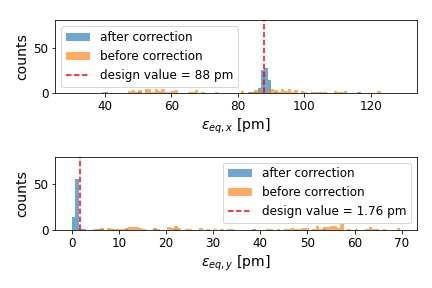 50
0
counts
after correction
before correction
design value = 88 pm
40 60 80 100 120
ε_eq,x [pm]
50
0
counts
after correction
before correction
design value = 1.76 pm
0 10 20 30 40 50 60 70
ε_eq,y [pm]